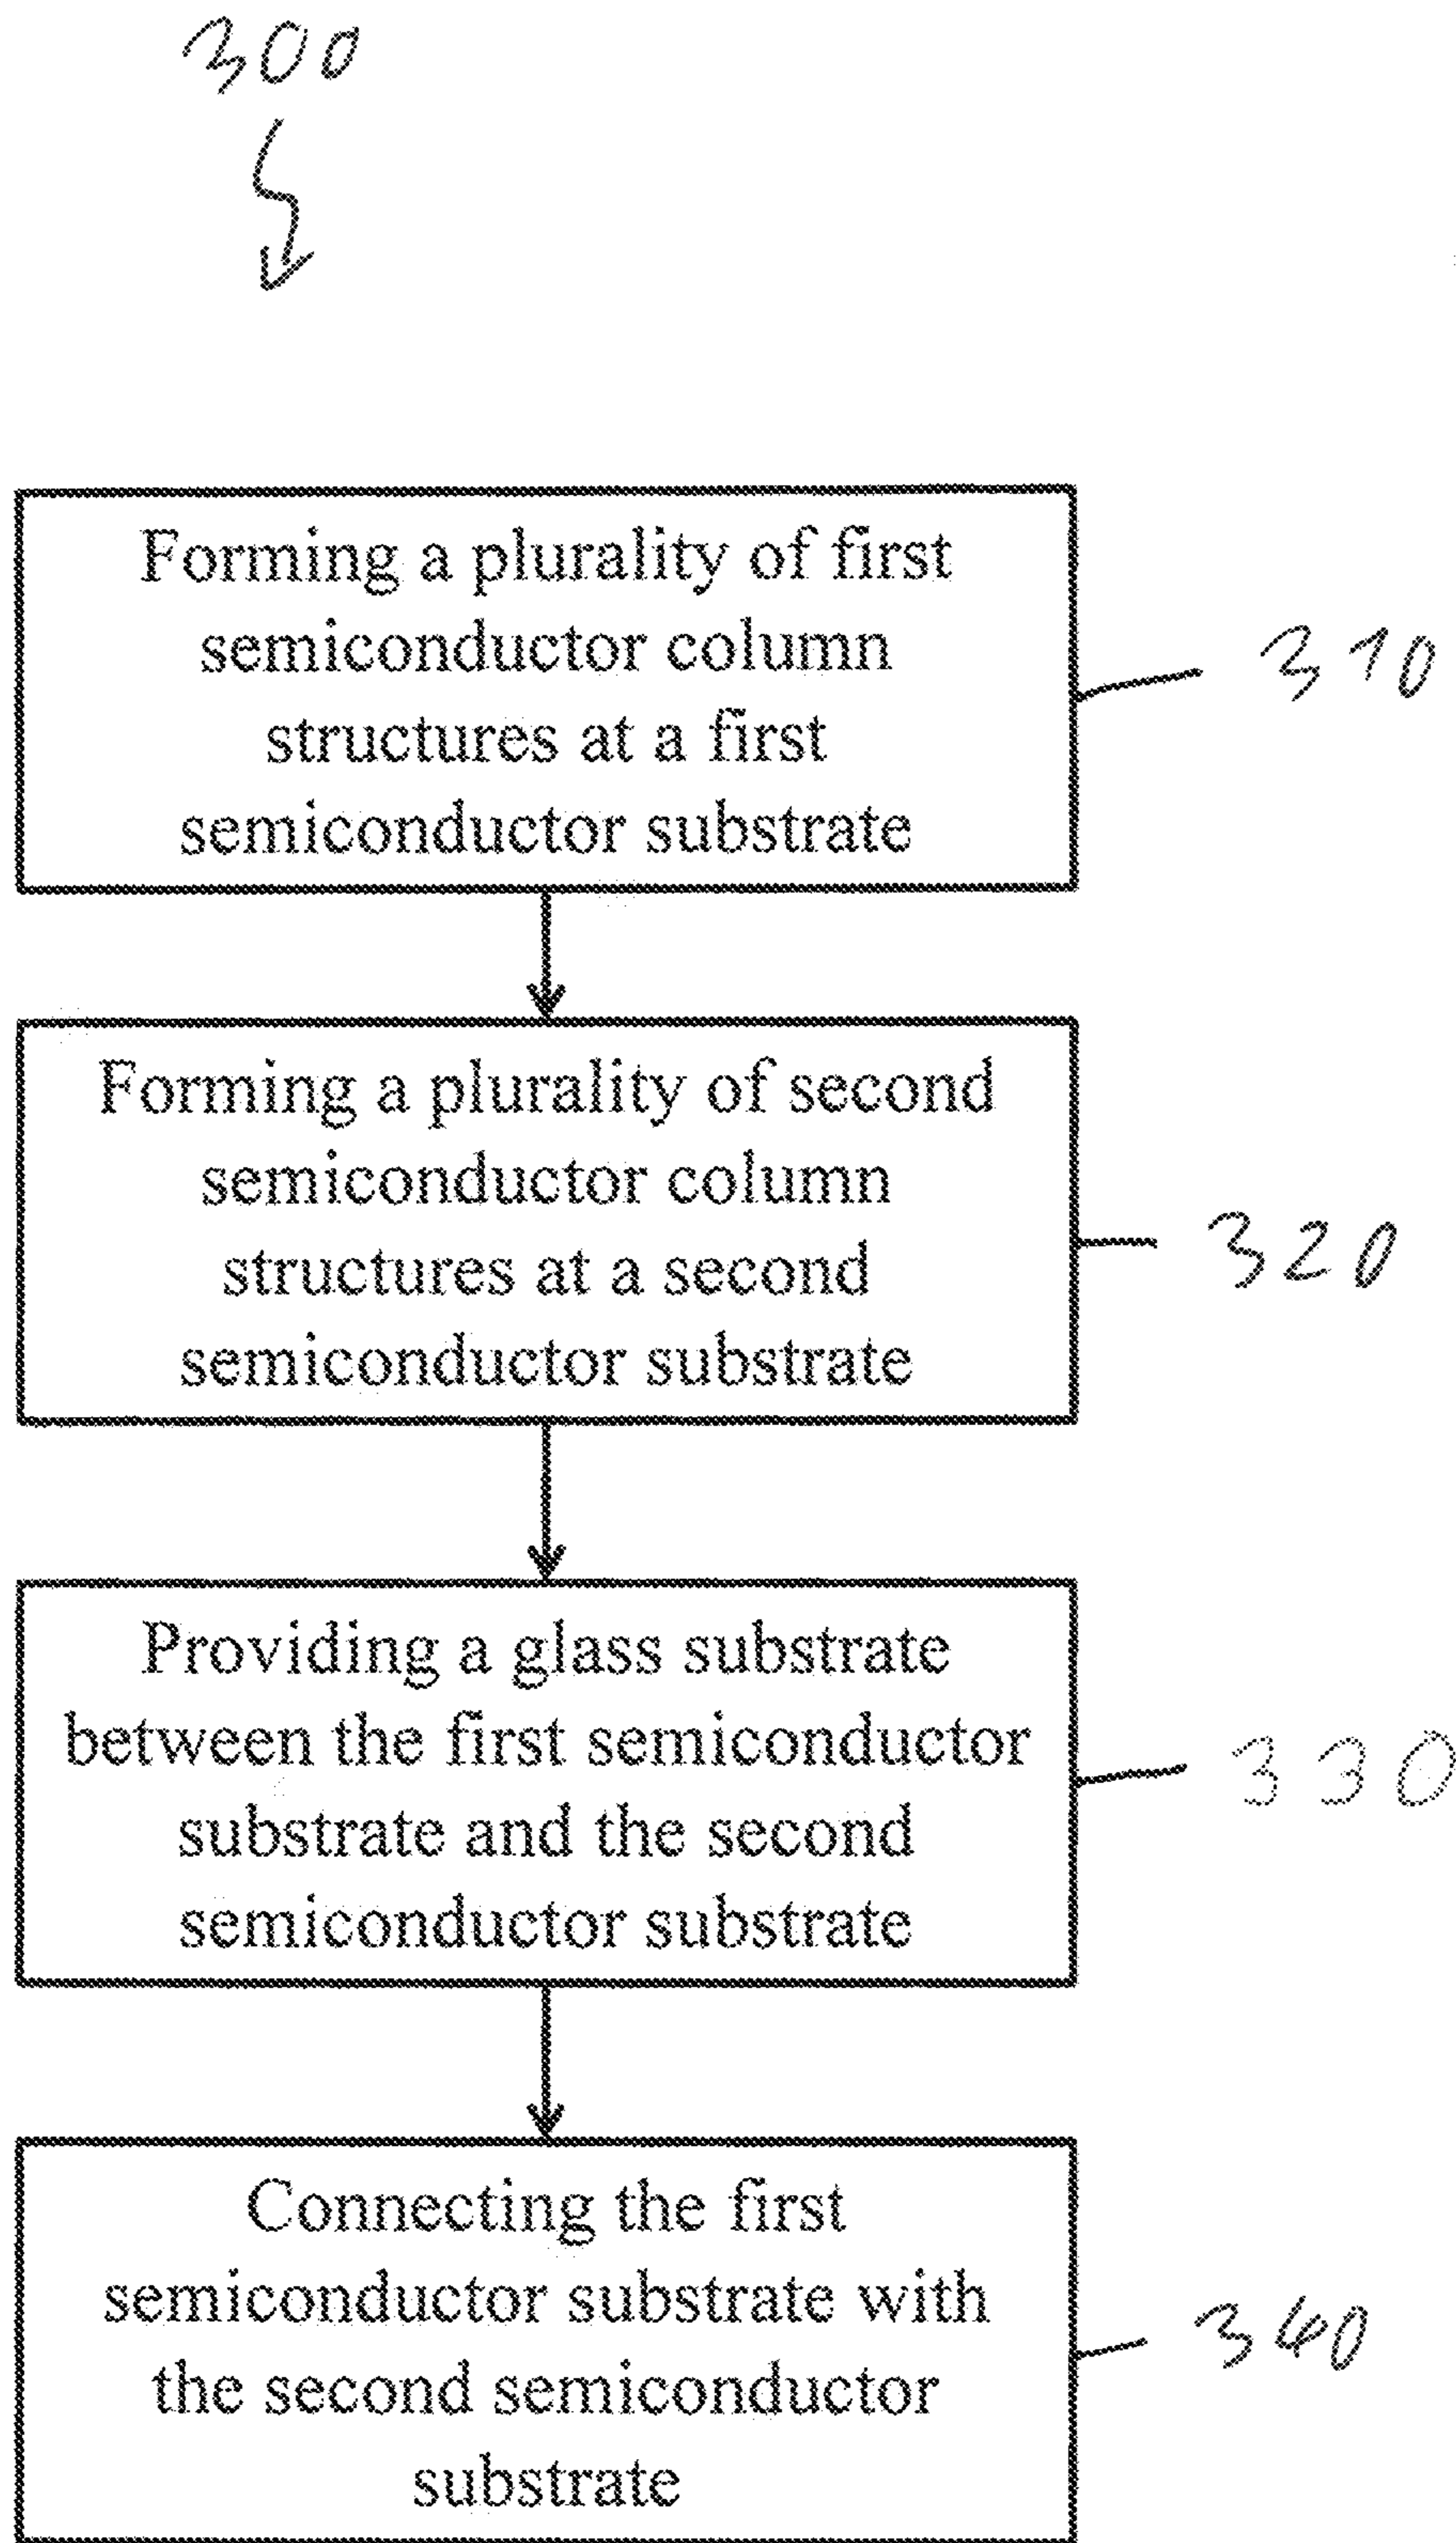 300
Forming a plurality of first
semiconductor column
structures at a first
semiconductor substrate
310
Forming a plurality of second
semiconductor column
structures at a second
semiconductor substrate
320
Providing a glass substrate
between the first semiconductor
substrate and the second
semiconductor substrate
330
Connecting the first
semiconductor substrate with
the second semiconductor
substrate
340